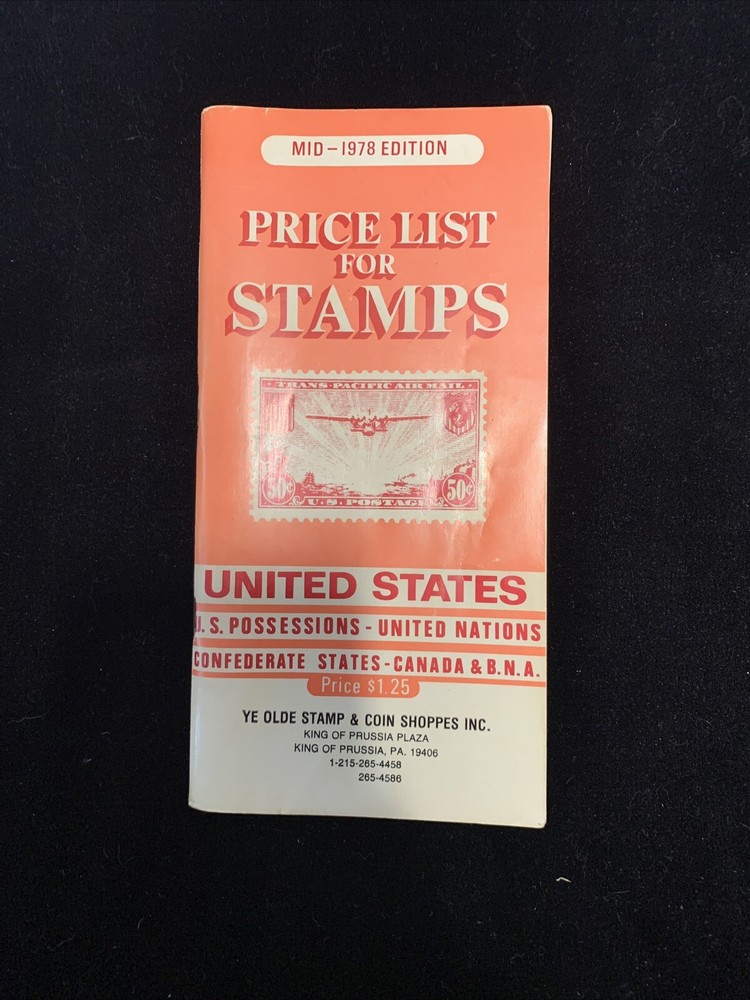 MID-1978 EDITION
PRICE LIST
FOR
STAMPS
· TRANS-PACIFIC AIR MAIL ·
50¢ U.S. POSTAGE 50¢
UNITED STATES
U.S. POSSESSIONS - UNITED NATIONS
CONFEDERATE STATES - CANADA & B.N.A.
Price $1.25
YE OLDE STAMP & COIN SHOPPES INC.
KING OF PRUSSIA PLAZA
KING OF PRUSSIA, PA. 19406
1-215-265-4458
265-4586